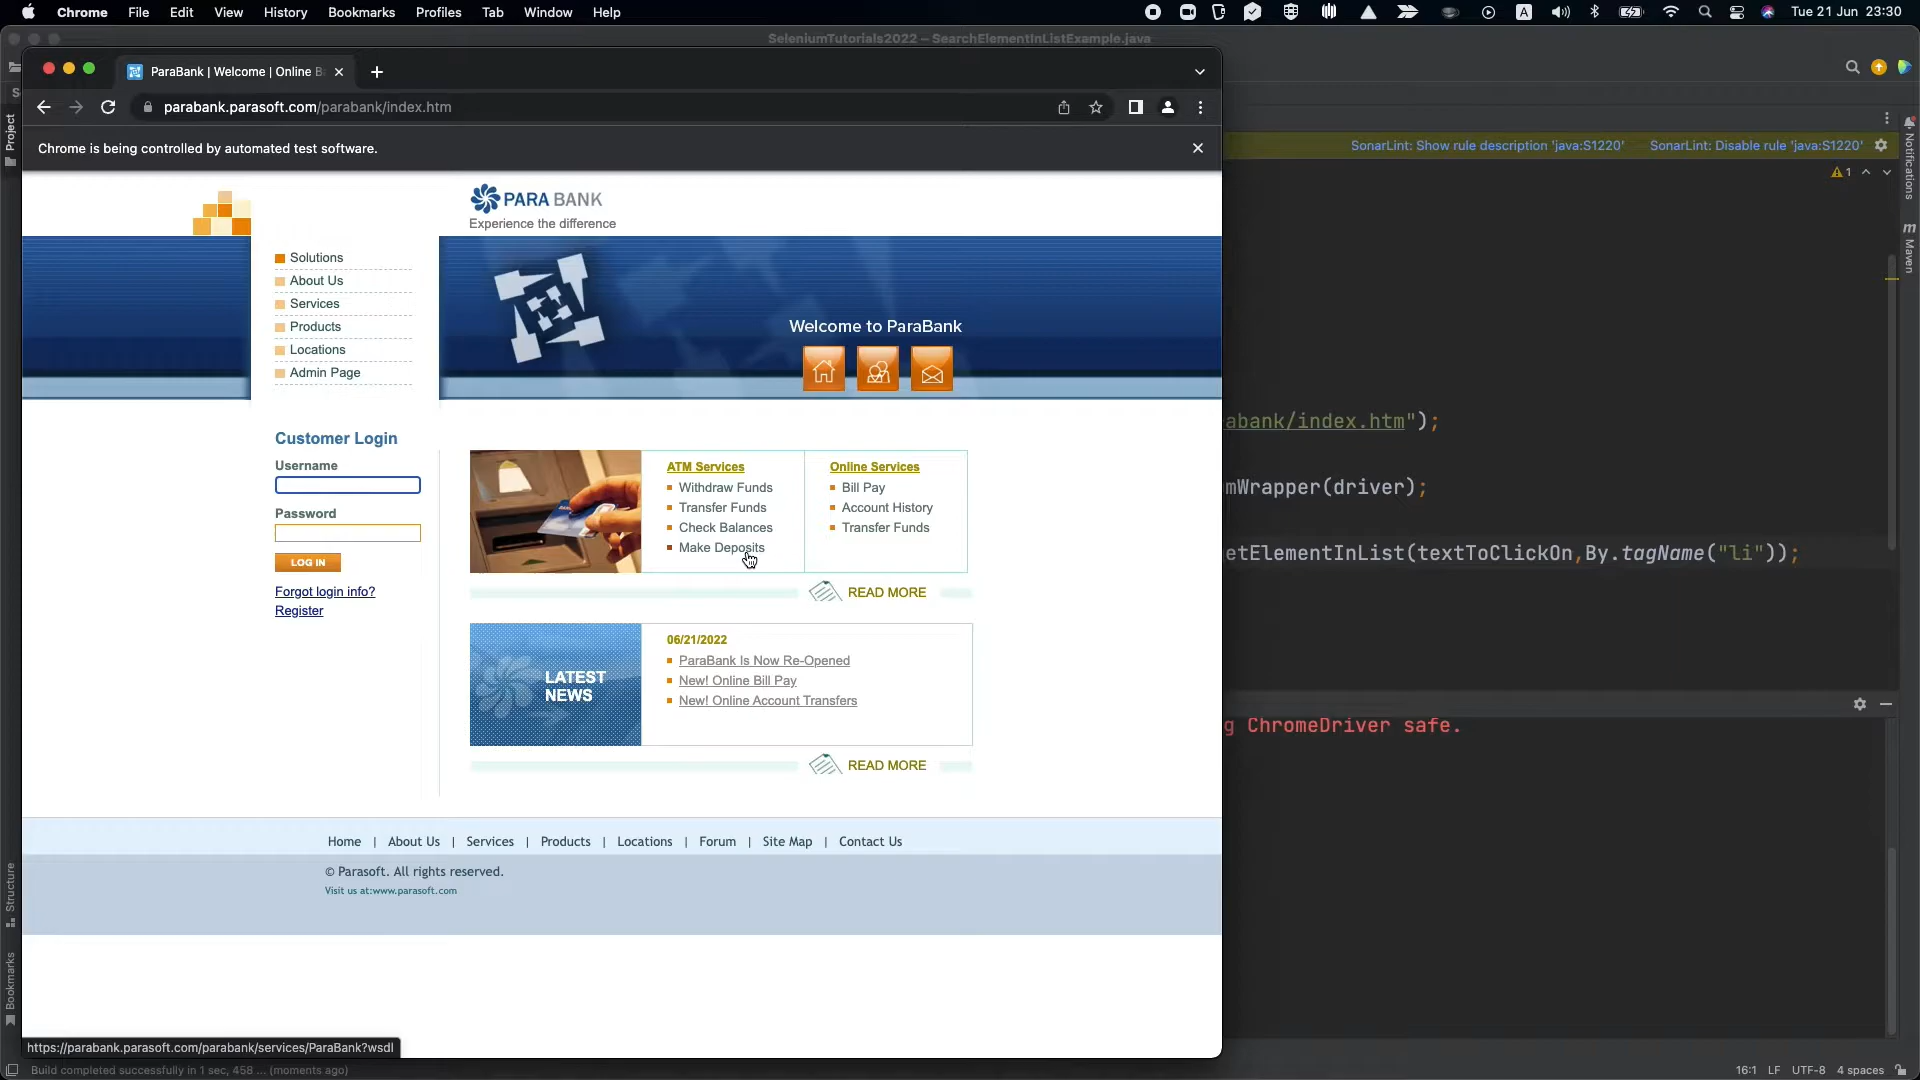 Chrome File Edit View History Bookmarks Profiles Tab Window Help
A Tue 21 Jun 23:30
SeleniumTutorials2022 – SearchElementInListExample.java
ParaBank | Welcome | Online B
parabank.parasoft.com/parabank/index.htm
Chrome is being controlled by automated test software.
SonarLint: Show rule description 'java:S1220' SonarLint: Disable rule 'java:S1220'
1
Project
Notifications
m Maven
PARA BANK
Experience the difference
Solutions
About Us
Services
Products
Locations
Admin Page
Welcome to ParaBank
Customer Login
Username
Password
LOG IN
Forgot login info?
Register
ATM Services
Withdraw Funds
Transfer Funds
Check Balances
Make Deposits
Online Services
Bill Pay
Account History
Transfer Funds
READ MORE
LATEST
NEWS
06/21/2022
ParaBank Is Now Re-Opened
New! Online Bill Pay
New! Online Account Transfers
READ MORE
Home | About Us | Services | Products | Locations | Forum | Site Map | Contact Us
© Parasoft. All rights reserved.
Visit us at:www.parasoft.com
abank/index.htm");
mWrapper(driver);
etElementInList(textToClickOn,By.tagName("li"));
g ChromeDriver safe.
Structure
Bookmarks
https://parabank.parasoft.com/parabank/services/ParaBank?wsdl
Build completed successfully in 1 sec, 458 ... (moments ago)
16:1 LF UTF-8 4 spaces